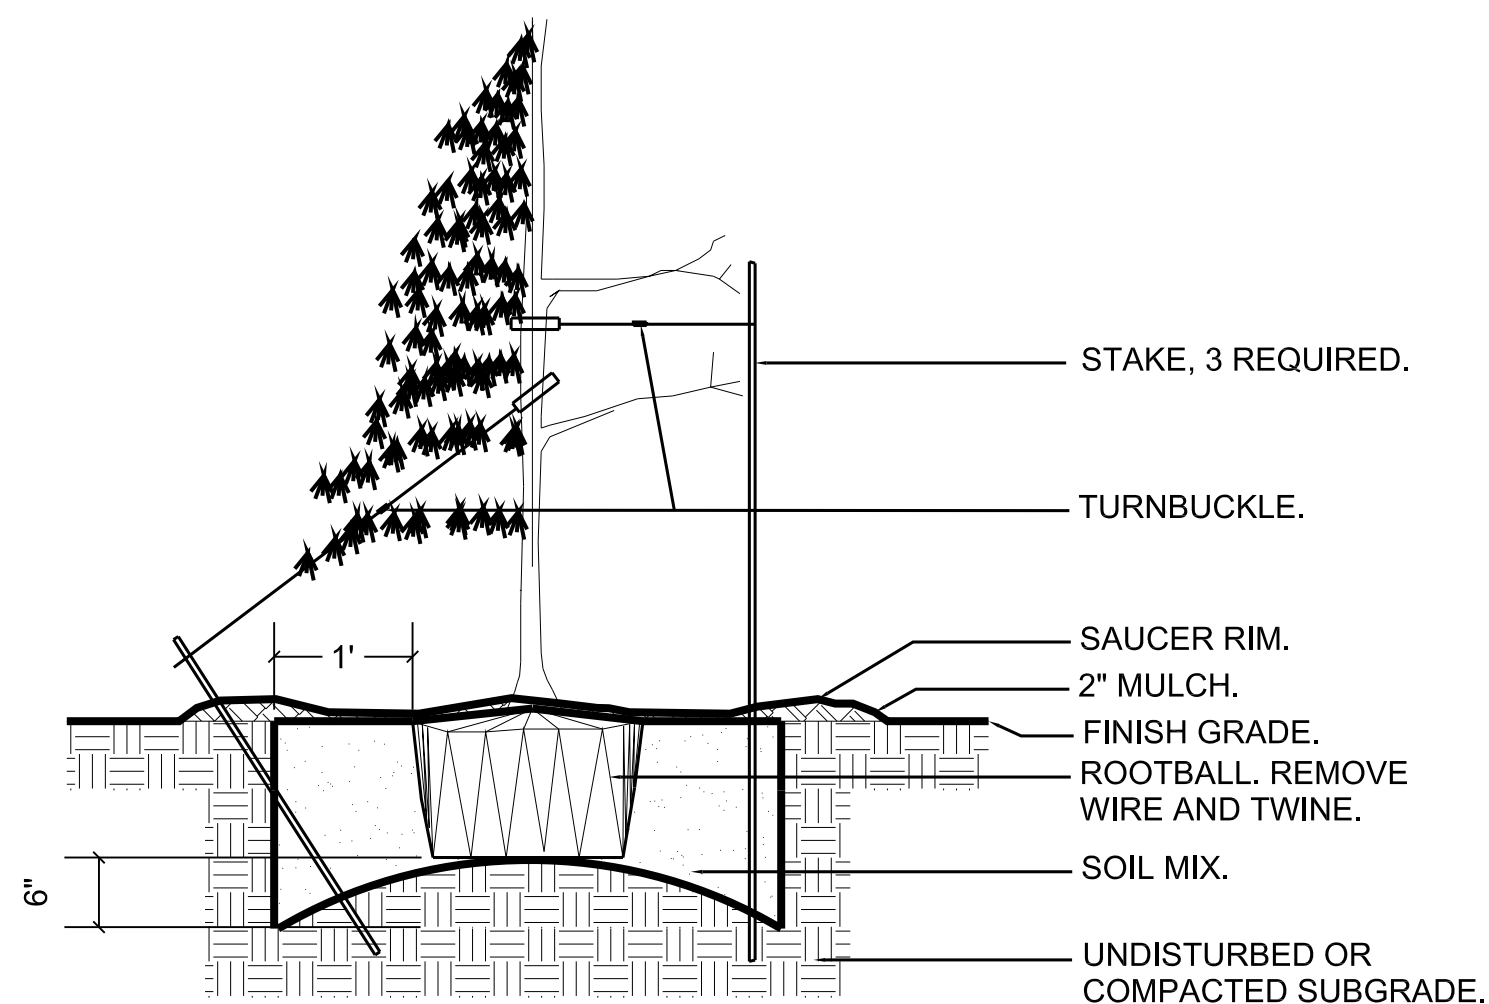 STAKE, 3 REQUIRED.
TURNBUCKLE.
1'
SAUCER RIM.
2" MULCH.
FINISH GRADE.
ROOTBALL. REMOVE
WIRE AND TWINE.
SOIL MIX.
6"
UNDISTURBED OR
COMPACTED SUBGRADE.